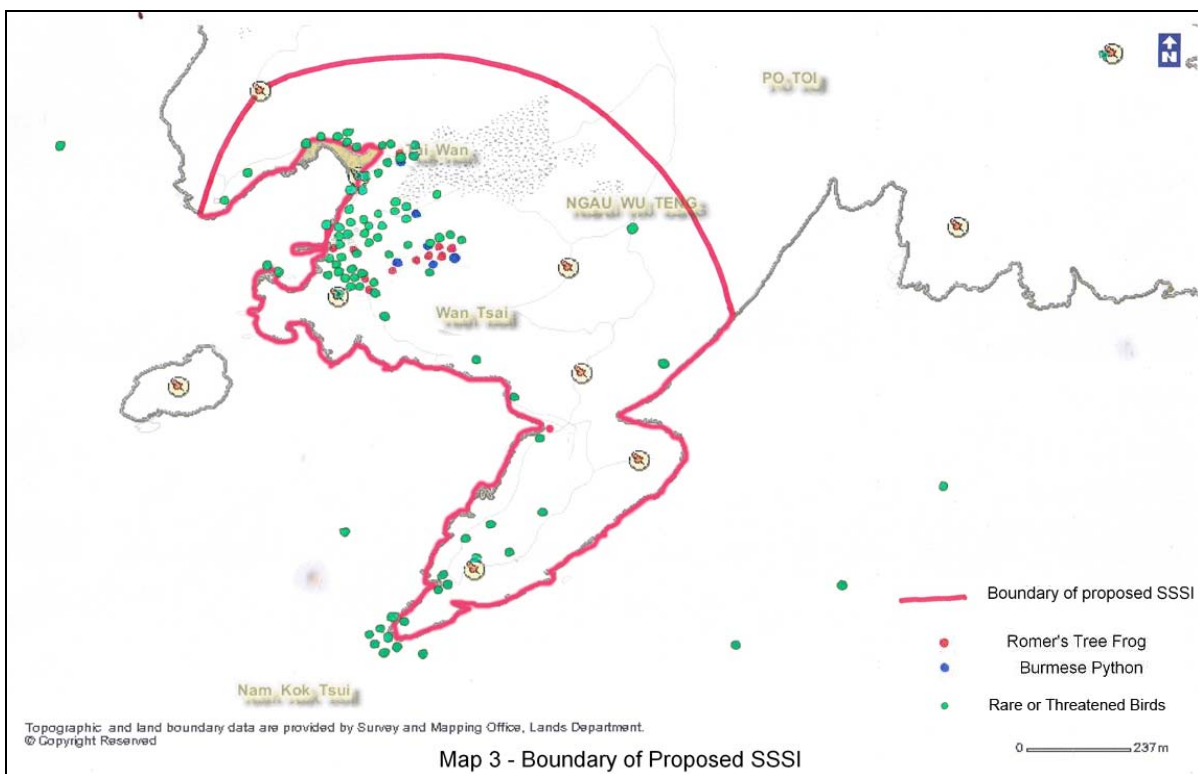 N
PO TOI
Tai Wan
NGAU WU TENG
Wan Tsai
Boundary of proposed SSSI
Romer's Tree Frog
Burmese Python
Rare or Threatened Birds
Nam Kok Tsui
Topographic and land boundary data are provided by Survey and Mapping Office, Lands Department.
© Copyright Reserved
0 237m
Map 3 - Boundary of Proposed SSSI